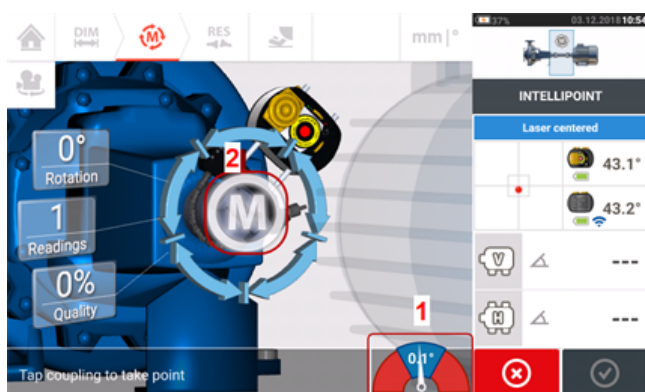 DIM
RES
mm|°
37%
03.12.2018 10:54
M
0°
Rotation
1
Readings
0%
Quality
2
M
1
0.1°
Tap coupling to take point
INTELLIPOINT
Laser centered
43.1°
43.2°
V
---
H
---